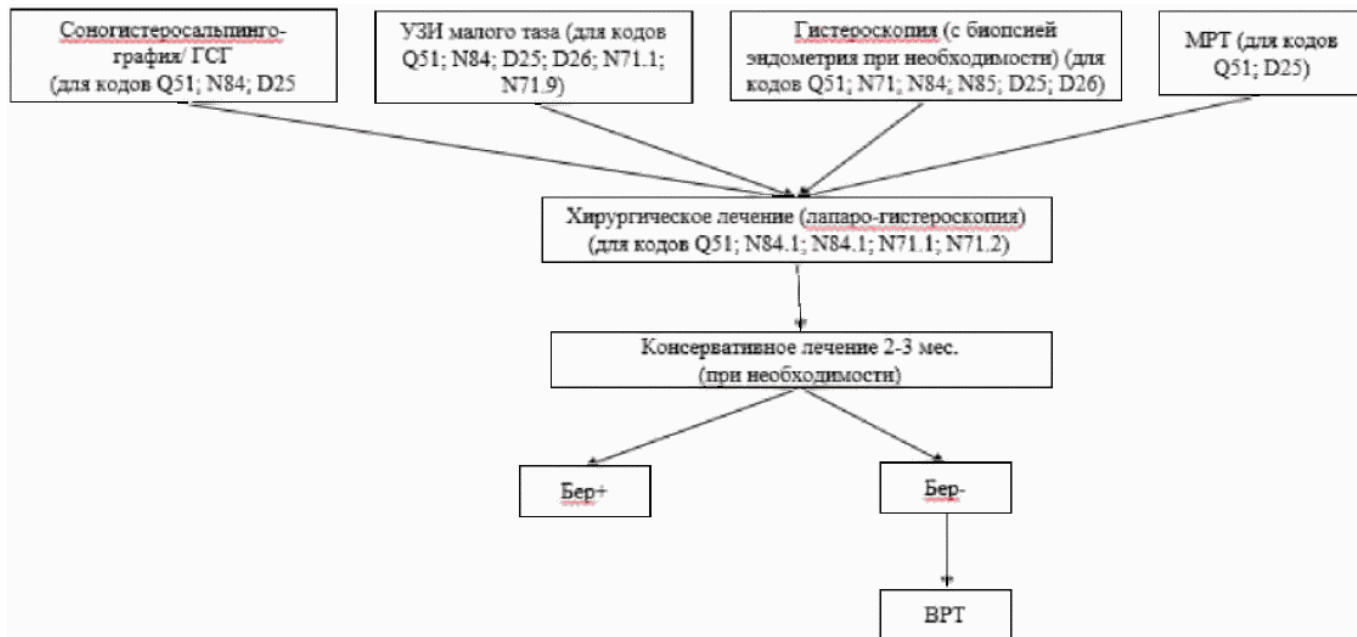 Соногистеросальпинго-
графия/ ГСГ
(для кодов Q51; N84; D25
УЗИ малого таза (для кодов
Q51; N84; D25; D26; N71.1;
N71.9)
Гистероскопия (с биопсией
эндометрия при необходимости) (для
кодов Q51; N71; N84; N85; D25; D26)
МРТ (для кодов
Q51; D25)
Хирургическое лечение (лапаро-гистероскопия)
(для кодов Q51; N84.1; N84.1; N71.1; N71.2)
Консервативное лечение 2-3 мес.
(при необходимости)
Бер+
Бер-
ВРТ